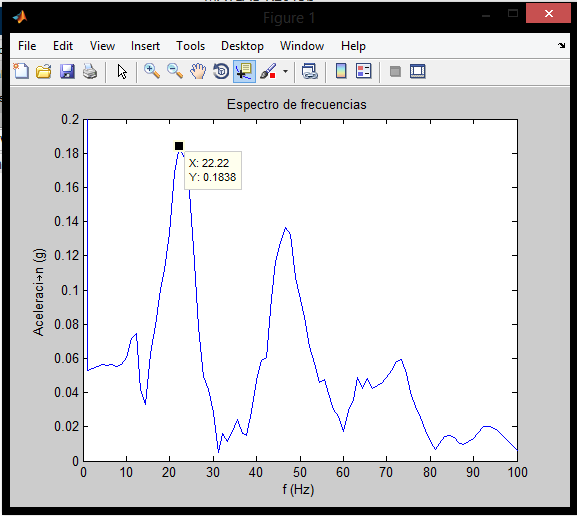 Figure 1
File Edit View Insert Tools Desktop Window Help
Espectro de frecuencias
X: 22.22
Y: 0.1838
Aceleraci→n (g)
0.2
0.18
0.16
0.14
0.12
0.1
0.08
0.06
0.04
0.02
0
0 10 20 30 40 50 60 70 80 90 100
f (Hz)